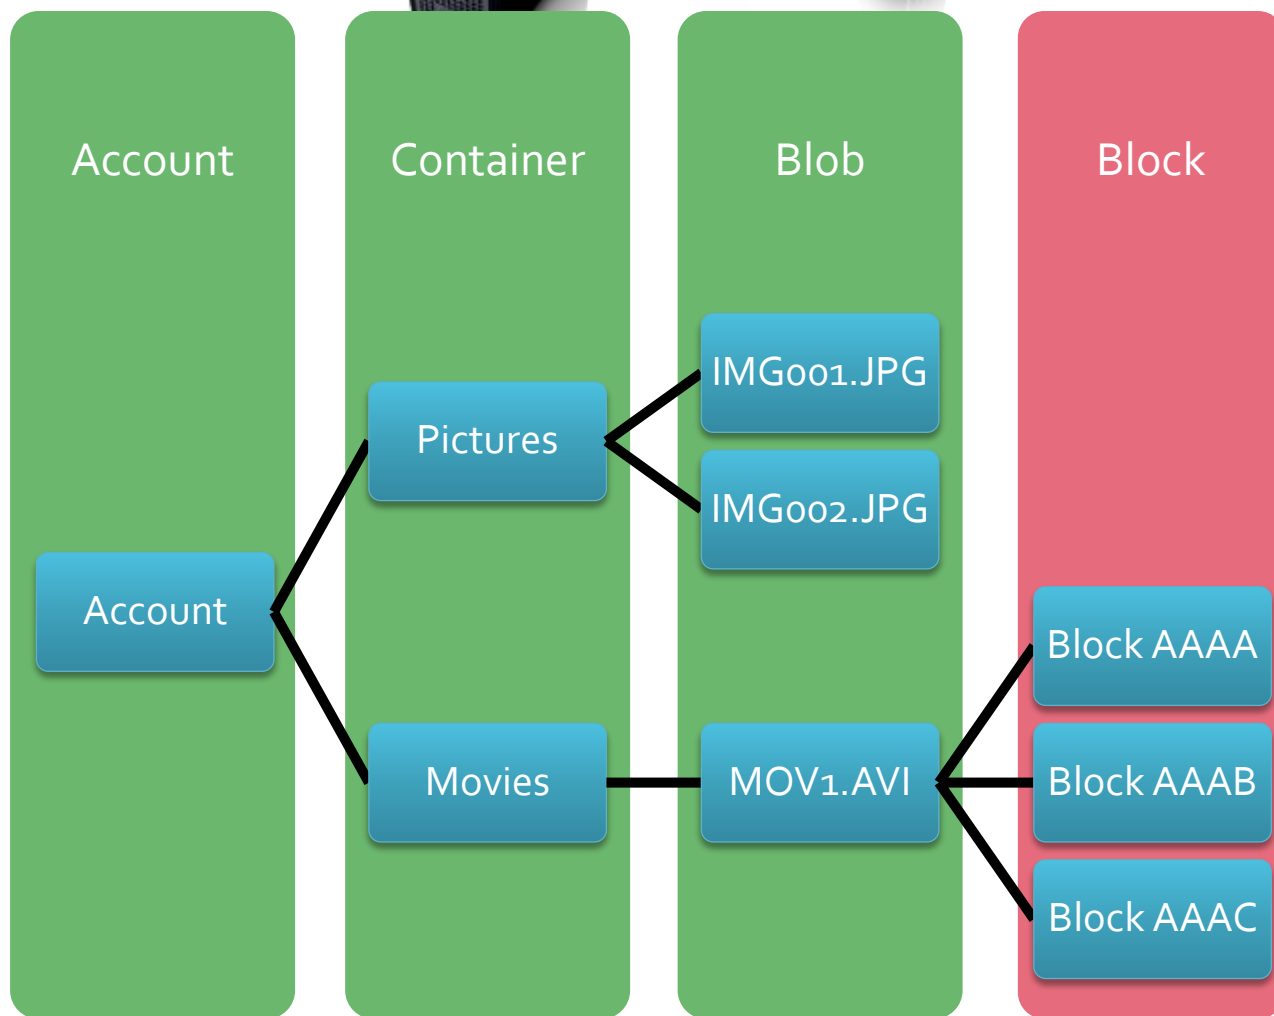 Account
Container
Blob
Block
IMG001.JPG
Pictures
IMG002.JPG
Account
Block AAAA
Movies
MOV1.AVI
Block AAAB
Block AAAC